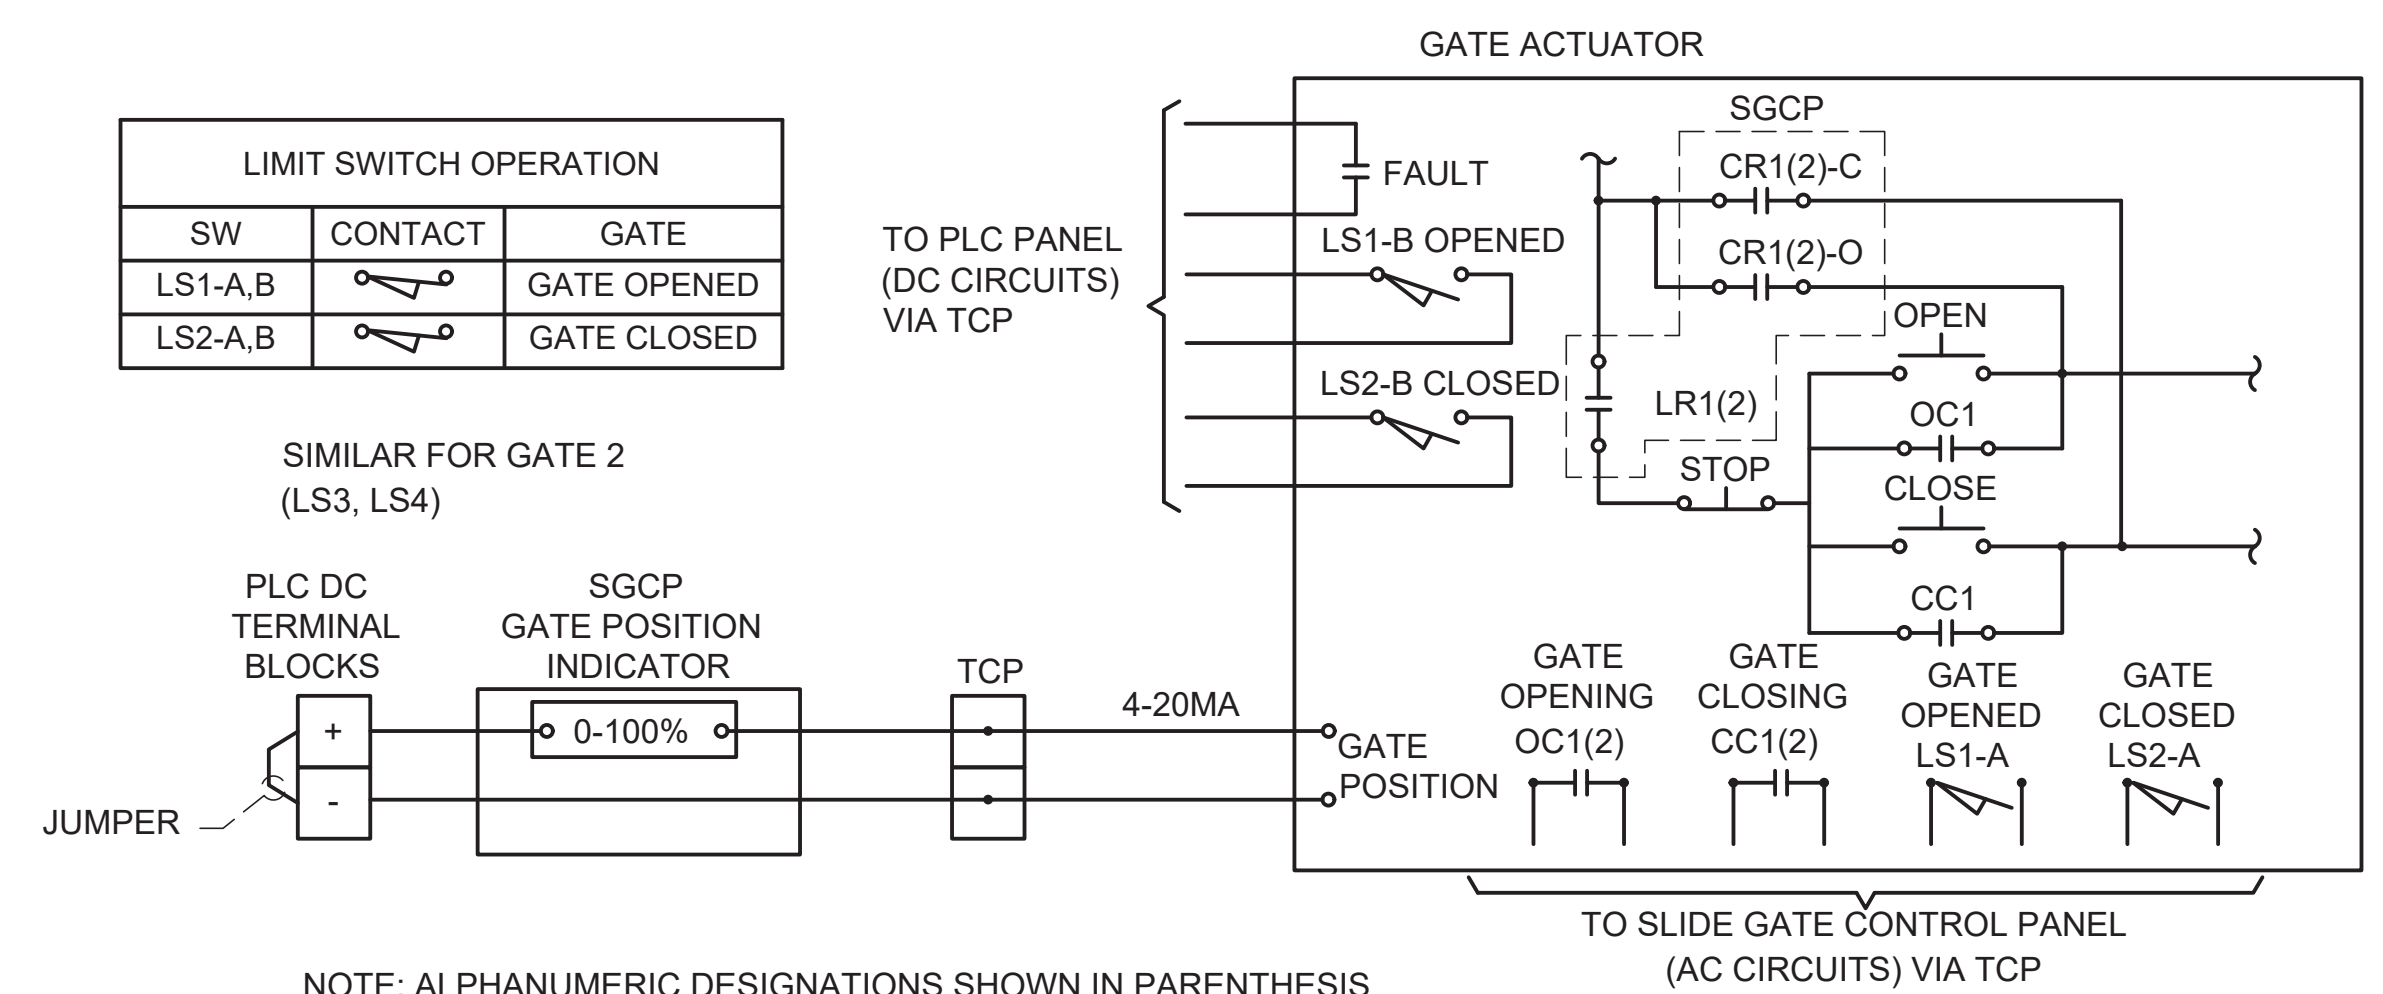 GATE ACTUATOR
LIMIT SWITCH OPERATION
SW CONTACT GATE
LS1-A,B GATE OPENED
LS2-A,B GATE CLOSED
SIMILAR FOR GATE 2
(LS3, LS4)
TO PLC PANEL
(DC CIRCUITS)
VIA TCP
FAULT
LS1-B OPENED
LS2-B CLOSED
SGCP
CR1(2)-C
CR1(2)-O
LR1(2)
STOP
OPEN
OC1
CLOSE
CC1
PLC DC
TERMINAL
BLOCKS
+
-
JUMPER
SGCP
GATE POSITION
INDICATOR
0-100%
TCP
4-20MA
GATE
POSITION
GATE
OPENING
OC1(2)
GATE
CLOSING
CC1(2)
GATE
OPENED
LS1-A
GATE
CLOSED
LS2-A
TO SLIDE GATE CONTROL PANEL
(AC CIRCUITS) VIA TCP
NOTE: ALPHANUMERIC DESIGNATIONS SHOWN IN PARENTHESIS